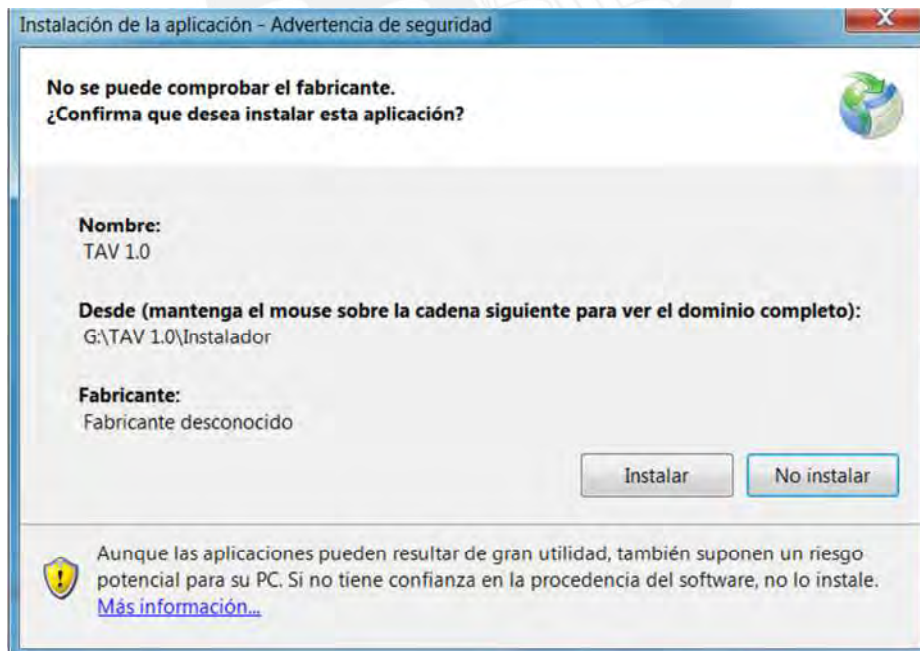 Instalación de la aplicación - Advertencia de seguridad
No se puede comprobar el fabricante.
¿Confirma que desea instalar esta aplicación?
Nombre:
TAV 1.0
Desde (mantenga el mouse sobre la cadena siguiente para ver el dominio completo):
G:\TAV 1.0\Instalador
Fabricante:
Fabricante desconocido
Instalar
No instalar
Aunque las aplicaciones pueden resultar de gran utilidad, también suponen un riesgo
potencial para su PC. Si no tiene confianza en la procedencia del software, no lo instale.
Más información...